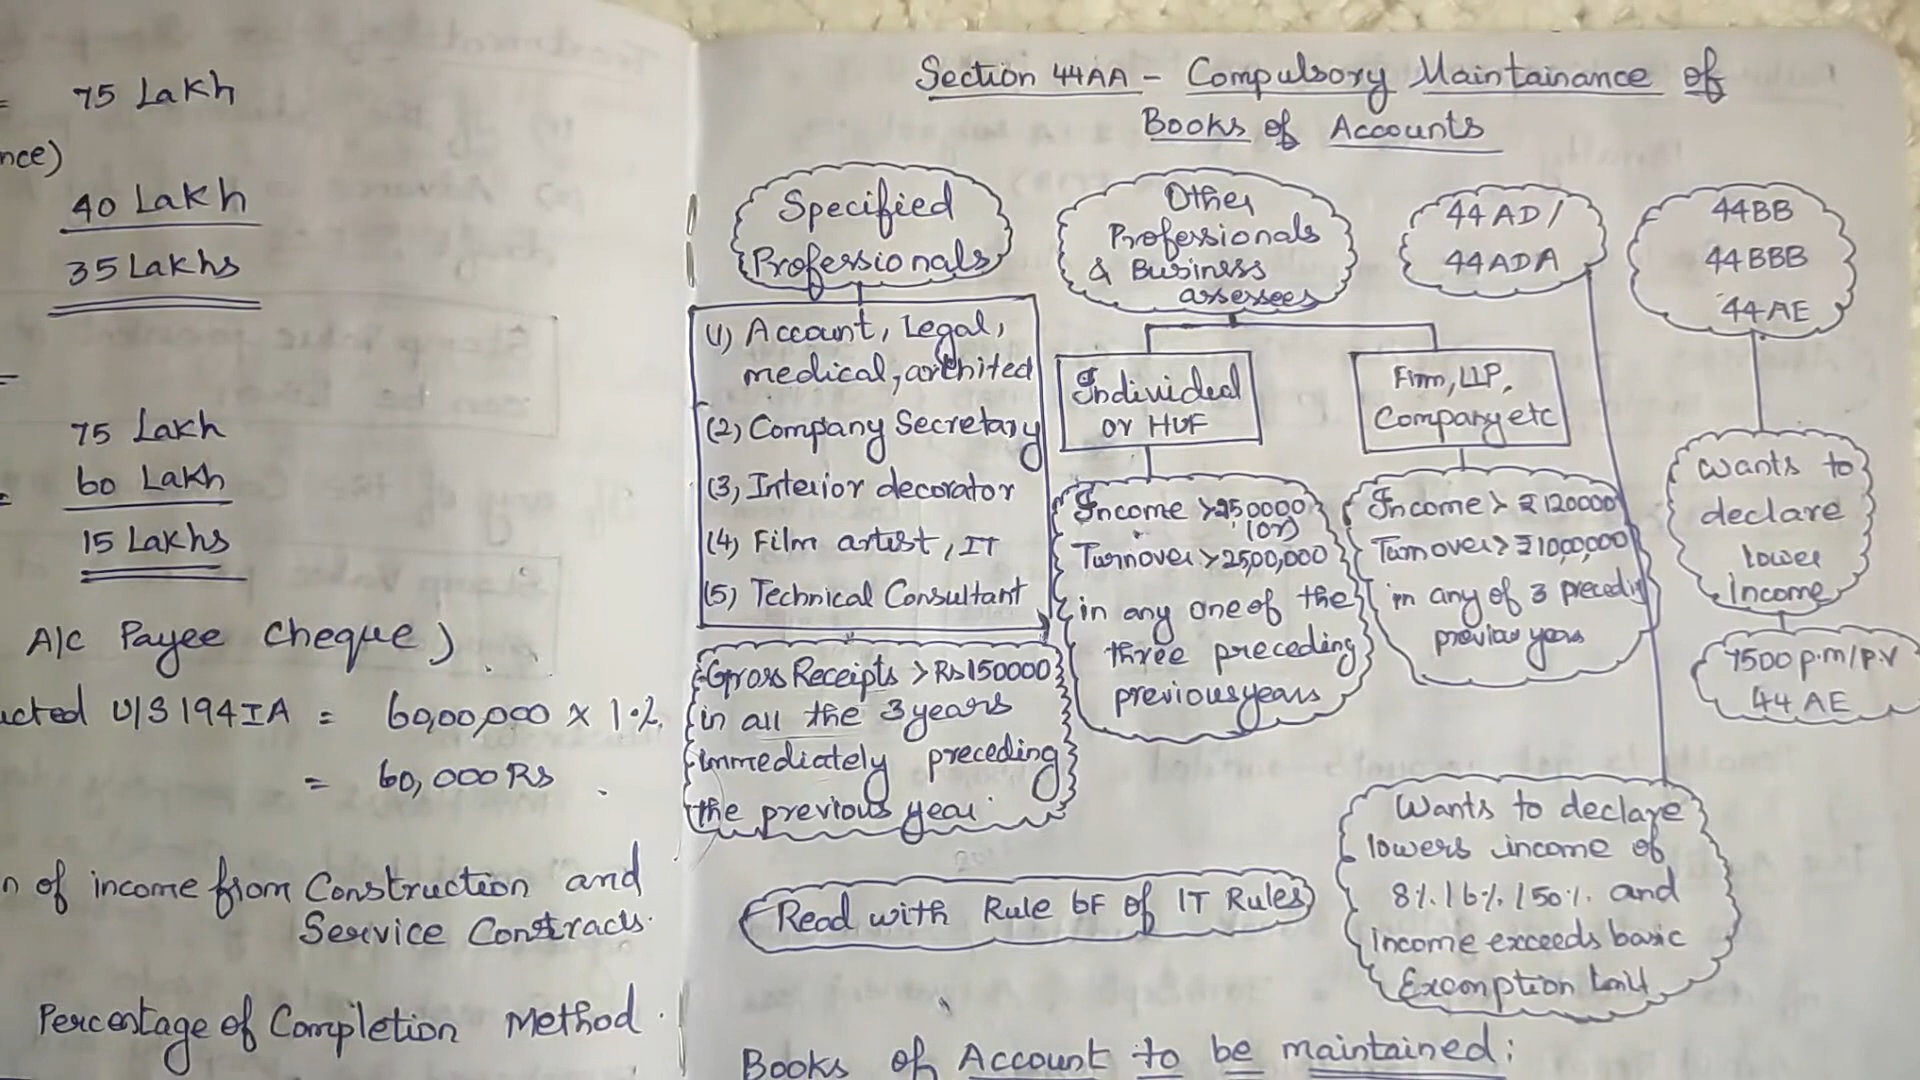 = 75 Lakh
nce)
40 Lakh
35 Lakhs
=
75 Lakh
= 60 Lakh
15 Lakhs
A/c Payee cheque).
ucted U/S 194IA = 60,00,000 x 1%
= 60,000 Rs.
n of income from Construction and
Service Contracts.
Percentage of Completion Method.
Section 44AA - Compulsory Maintainance of
Books of Accounts
Specified
Professionals
(1) Account, Legal,
medical, architect
(2) Company Secretary
(3) Interior decorator
(4) Film artist, IT
(5) Technical Consultant
Gross Receipts > Rs 150000
in all the 3 years
immediately preceding
the previous year.
Other
Professionals
& Business
assessees
Individual
or HUF
Income > 250000
(or)
Turnover > 25,00,000
in any one of the
three preceding
previous years
Firm, LLP,
Company etc
Income > ₹ 120000
Turnover > ₹ 1000,000
in any of 3 preceding
previous years
44AD/
44ADA
Wants to declare
lowers income of
8% / 6% / 50% and
income exceeds basic
Exemption limit
44BB
44BBB
44AE
wants to
declare
lower
Income
7500 p.m/p.v
44 AE
Read with Rule 6F of IT Rules
Books of Account to be maintained: